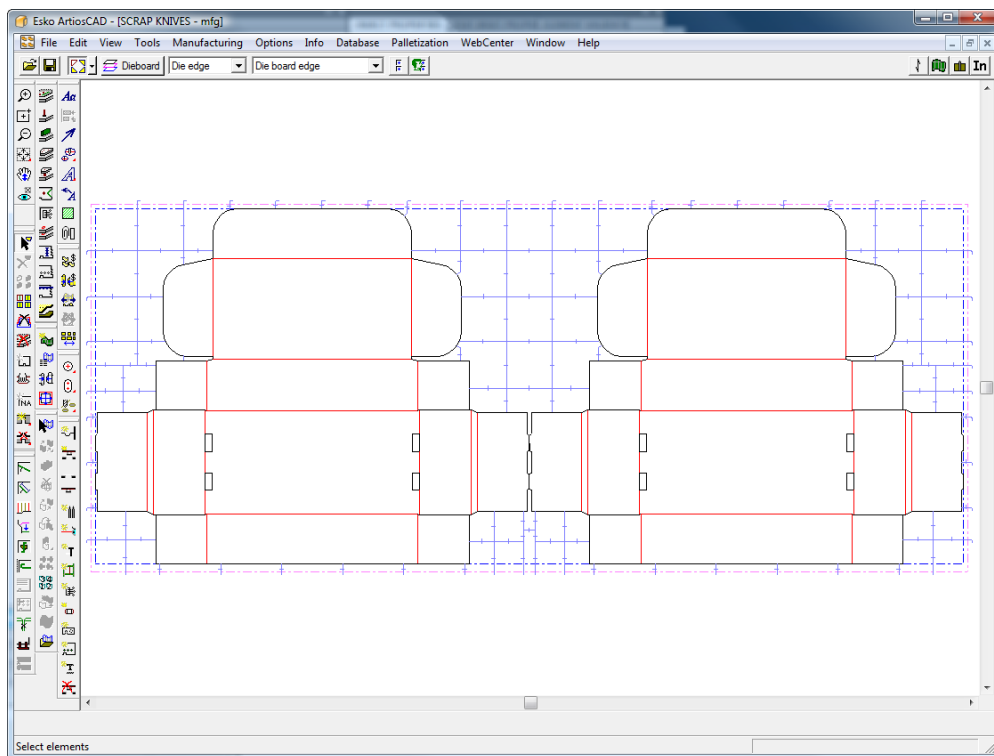 Esko ArtiosCAD - [SCRAP KNIVES - mfg]
File Edit View Tools Manufacturing Options Info Database Palletization WebCenter Window Help
Dieboard Die edge Die board edge In
Select elements